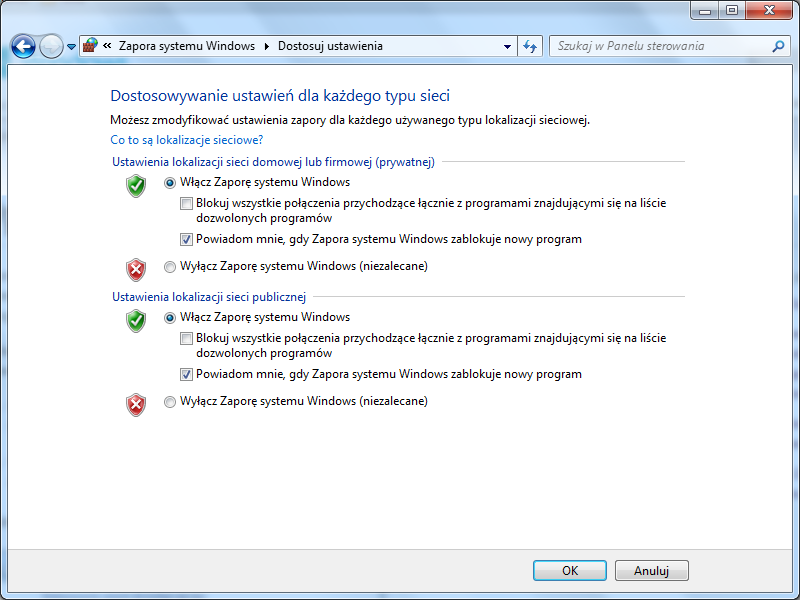 « Zapora systemu Windows Dostosuj ustawienia
Szukaj w Panelu sterowania
Dostosowywanie ustawień dla każdego typu sieci
Możesz zmodyfikować ustawienia zapory dla każdego używanego typu lokalizacji sieciowej.
Co to są lokalizacje sieciowe?
Ustawienia lokalizacji sieci domowej lub firmowej (prywatnej)
Włącz Zaporę systemu Windows
Blokuj wszystkie połączenia przychodzące łącznie z programami znajdującymi się na liście
dozwolonych programów
Powiadom mnie, gdy Zapora systemu Windows zablokuje nowy program
Wyłącz Zaporę systemu Windows (niezalecane)
Ustawienia lokalizacji sieci publicznej
Włącz Zaporę systemu Windows
Blokuj wszystkie połączenia przychodzące łącznie z programami znajdującymi się na liście
dozwolonych programów
Powiadom mnie, gdy Zapora systemu Windows zablokuje nowy program
Wyłącz Zaporę systemu Windows (niezalecane)
OK Anuluj